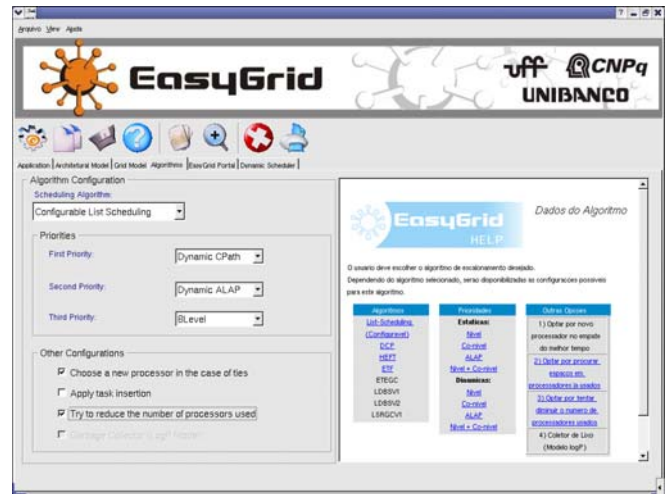 Arquivo View Ajuda
EasyGrid
uff CNPq
UNIBANCO
Application Architetural Model Grid Model Algorithms EasyGrid Portal Dynamic Scheduler
Algorithm Configuration
Scheduling Algorithm:
Configurable List Scheduling
Priorities
First Priority: Dynamic CPath
Second Priority: Dynamic ALAP
Third Priority: BLevel
Other Configurations
Choose a new processor in the case of ties
Apply task insertion
Try to reduce the number of processors used
EasyGrid
HELP
Dados do Algoritmo
O usuario deve escolher o algoritmo de escalonamento desejado.
Dependendo do algoritmo selecionado, serao disponibilizadas as configuracoes possiveis
para este algoritmo.
Algoritmos
List-Scheduling
(Configuravel)
DCP
HEFT
ETF
ETEGC
LDBSV1
LDBSV2
LSRGCV1
Prioridades
Estaticas:
Nivel
Co-nivel
ALAP
Nivel + Co-nivel
Dinamicas:
Nivel
Co-nivel
ALAP
Nivel + Co-nivel
Outras Opcoes
1) Optar por novo
processador no empate
do melhor tempo
2) Optar por procurar
espacos em
processadores ja usados
3) Optar por tentar
diminuir o numero de
processadores usados
4) Coletor de Lixo
(Modelo logP)